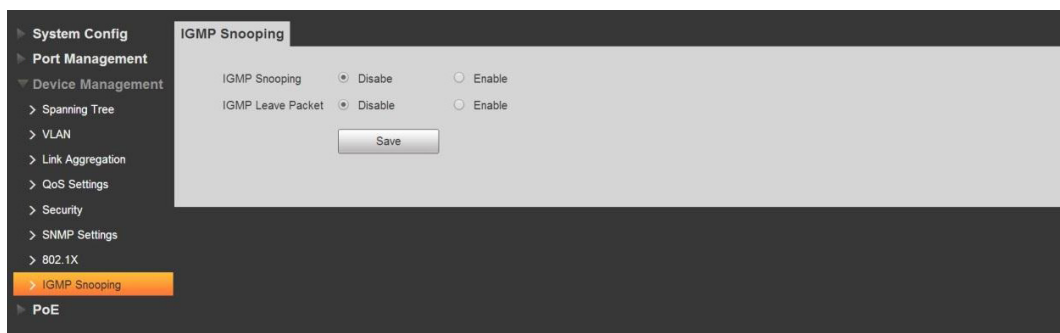 System Config
Port Management
Device Management
Spanning Tree
VLAN
Link Aggregation
QoS Settings
Security
SNMP Settings
802.1X
IGMP Snooping
PoE
IGMP Snooping
IGMP Snooping Disabe Enable
IGMP Leave Packet Disable Enable
Save